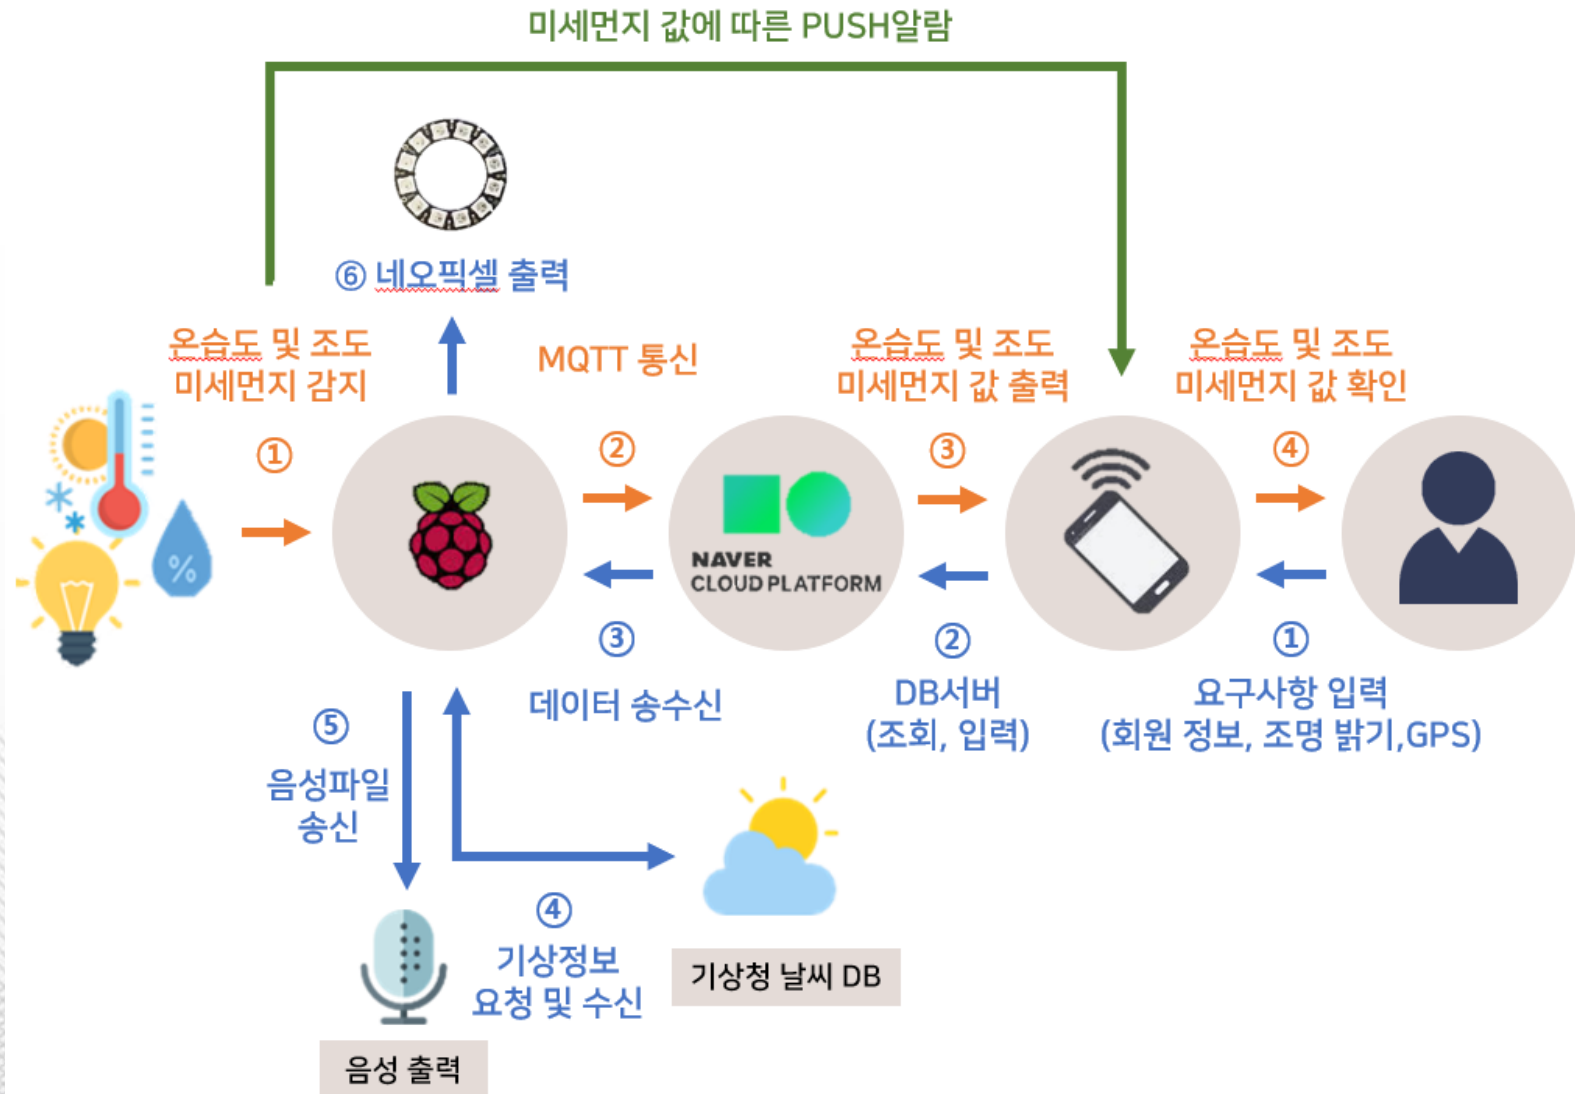 미세먼지 값에 따른 PUSH알람
⑥ 네오픽셀 출력
온습도 및 조도
미세먼지 감지
①
MQTT 통신
②
온습도 및 조도
미세먼지 값 출력
③
온습도 및 조도
미세먼지 값 확인
④
%
NAVER
CLOUD PLATFORM
③
데이터 송수신
②
DB서버
(조회, 입력)
①
요구사항 입력
(회원 정보, 조명 밝기,GPS)
⑤
음성파일
송신
④
기상정보
요청 및 수신
기상청 날씨 DB
음성 출력